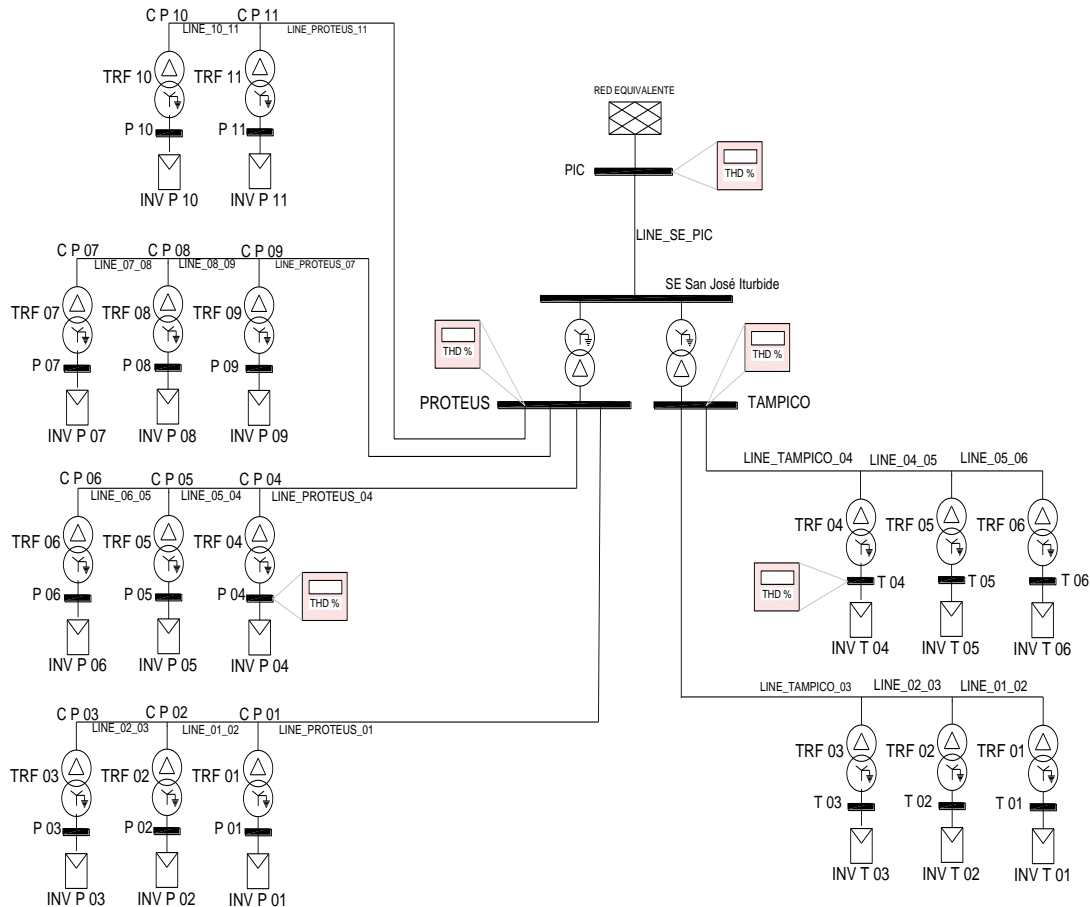 C P 10 C P 11
LINE_10_11 LINE_PROTEUS_11
TRF 10 TRF 11
P 10 P 11
INV P 10 INV P 11
RED EQUIVALENTE
PIC
THD %
LINE_SE_PIC
SE San José Iturbide
C P 07 C P 08 C P 09
LINE_07_08 LINE_08_09 LINE_PROTEUS_07
TRF 07 TRF 08 TRF 09
P 07 P 08 P 09
INV P 07 INV P 08 INV P 09
THD %
THD %
PROTEUS TAMPICO
C P 06 C P 05 C P 04
LINE_06_05 LINE_05_04 LINE_PROTEUS_04
TRF 06 TRF 05 TRF 04
P 06 P 05 P 04
THD %
INV P 06 INV P 05 INV P 04
LINE_TAMPICO_04 LINE_04_05 LINE_05_06
TRF 04 TRF 05 TRF 06
THD %
T 04 T 05 T 06
INV T 04 INV T 05 INV T 06
C P 03 C P 02 C P 01
LINE_02_03 LINE_01_02 LINE_PROTEUS_01
TRF 03 TRF 02 TRF 01
P 03 P 02 P 01
INV P 03 INV P 02 INV P 01
LINE_TAMPICO_03 LINE_02_03 LINE_01_02
TRF 03 TRF 02 TRF 01
T 03 T 02 T 01
INV T 03 INV T 02 INV T 01